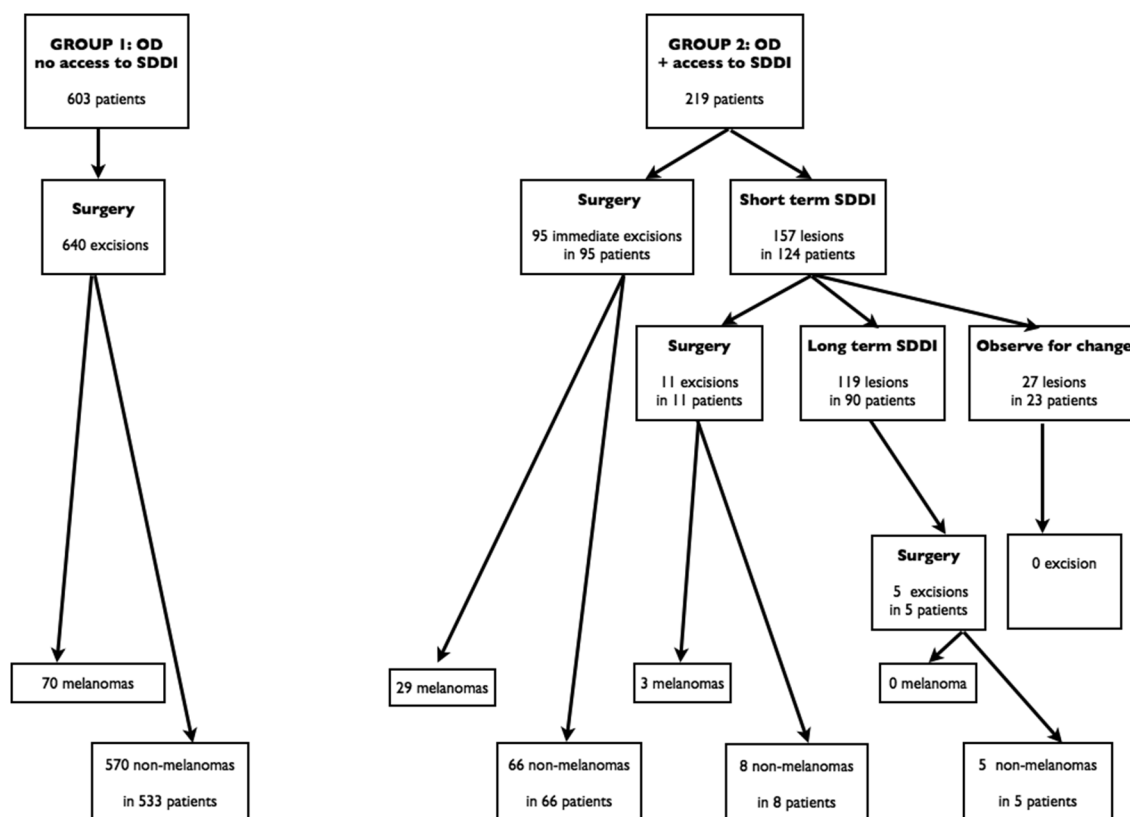 GROUP 1: OD
no access to SDDI
603 patients
GROUP 2: OD
+ access to SDDI
219 patients
Surgery
640 excisions
Surgery
95 immediate excisions
in 95 patients
Short term SDDI
157 lesions
in 124 patients
Surgery
11 excisions
in 11 patients
Long term SDDI
119 lesions
in 90 patients
Observe for change
27 lesions
in 23 patients
Surgery
5 excisions
in 5 patients
0 excision
70 melanomas
29 melanomas
3 melanomas
0 melanoma
570 non-melanomas
in 533 patients
66 non-melanomas
in 66 patients
8 non-melanomas
in 8 patients
5 non-melanomas
in 5 patients